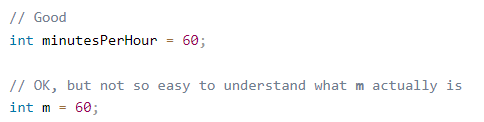 // Good
int minutesPerHour = 60;
// OK, but not so easy to understand what m actually is
int m = 60;